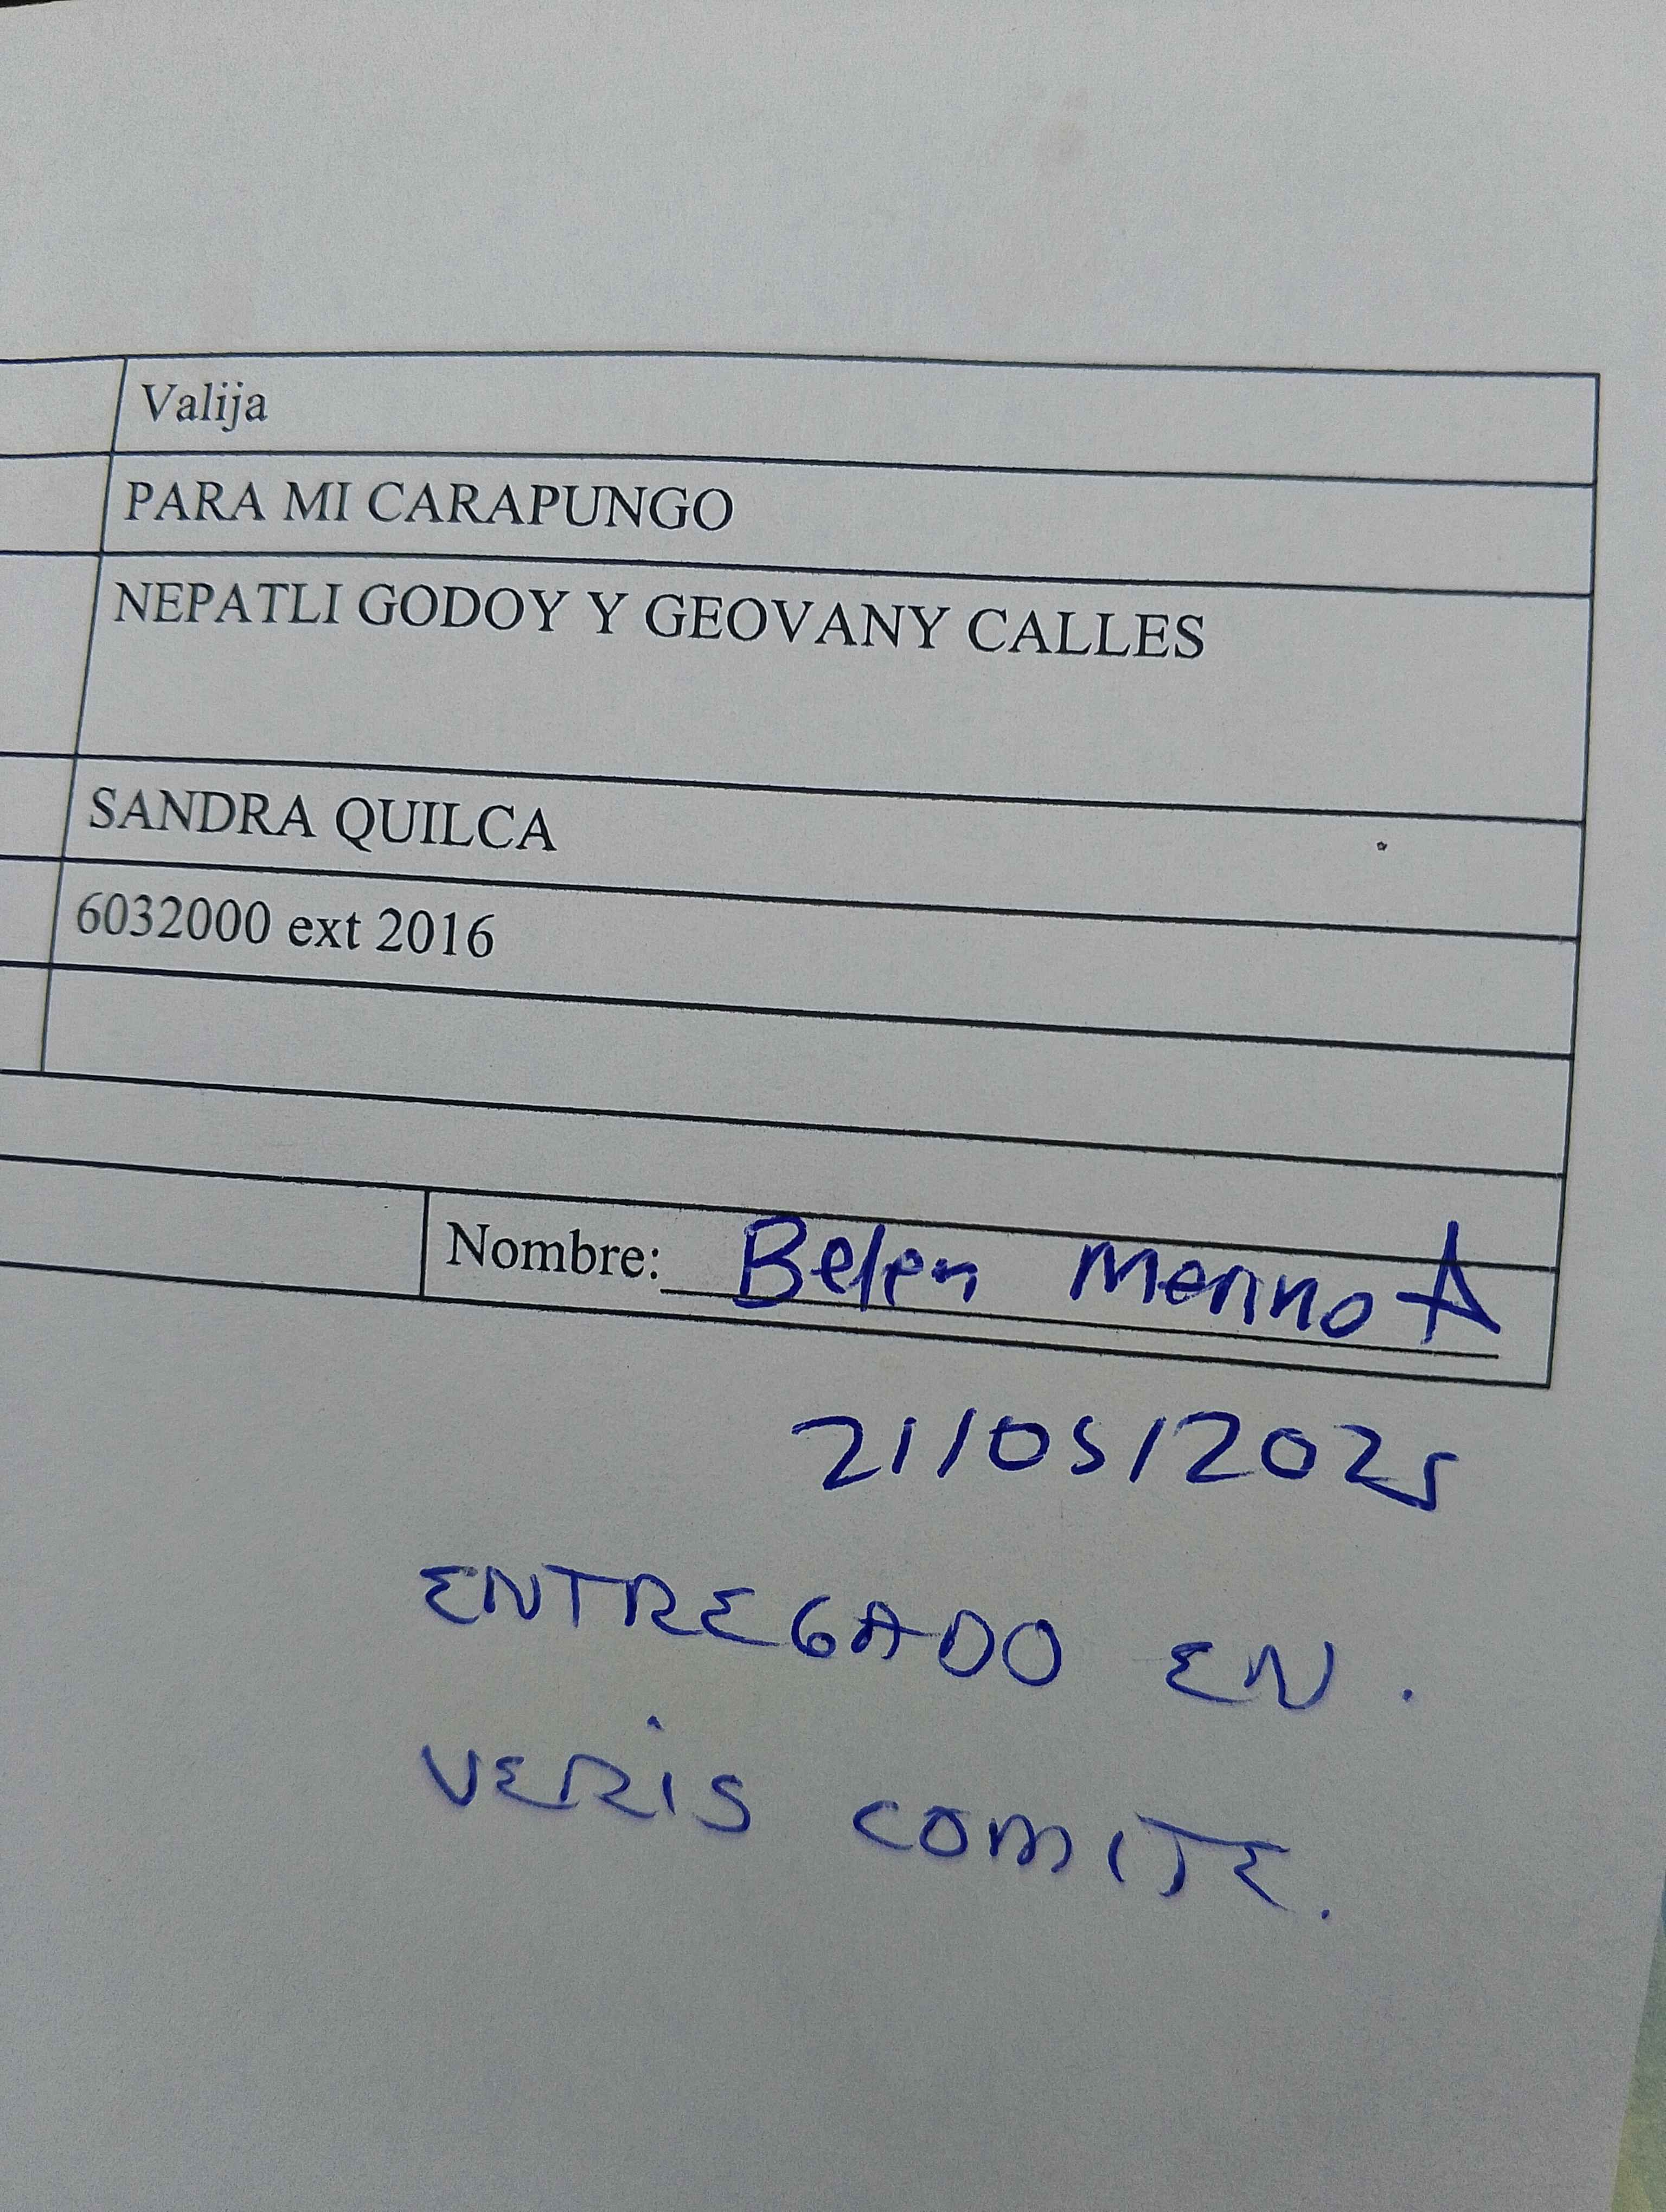 Valija
PARA MI CARAPUNGO
NEPATLI GODOY Y GEOVANY CALLES
SANDRA QUILCA
6032000 ext 2016
Nombre: Belen Merino A
21/05/2025
ENTREGADO EN.
VERIS COMITE.